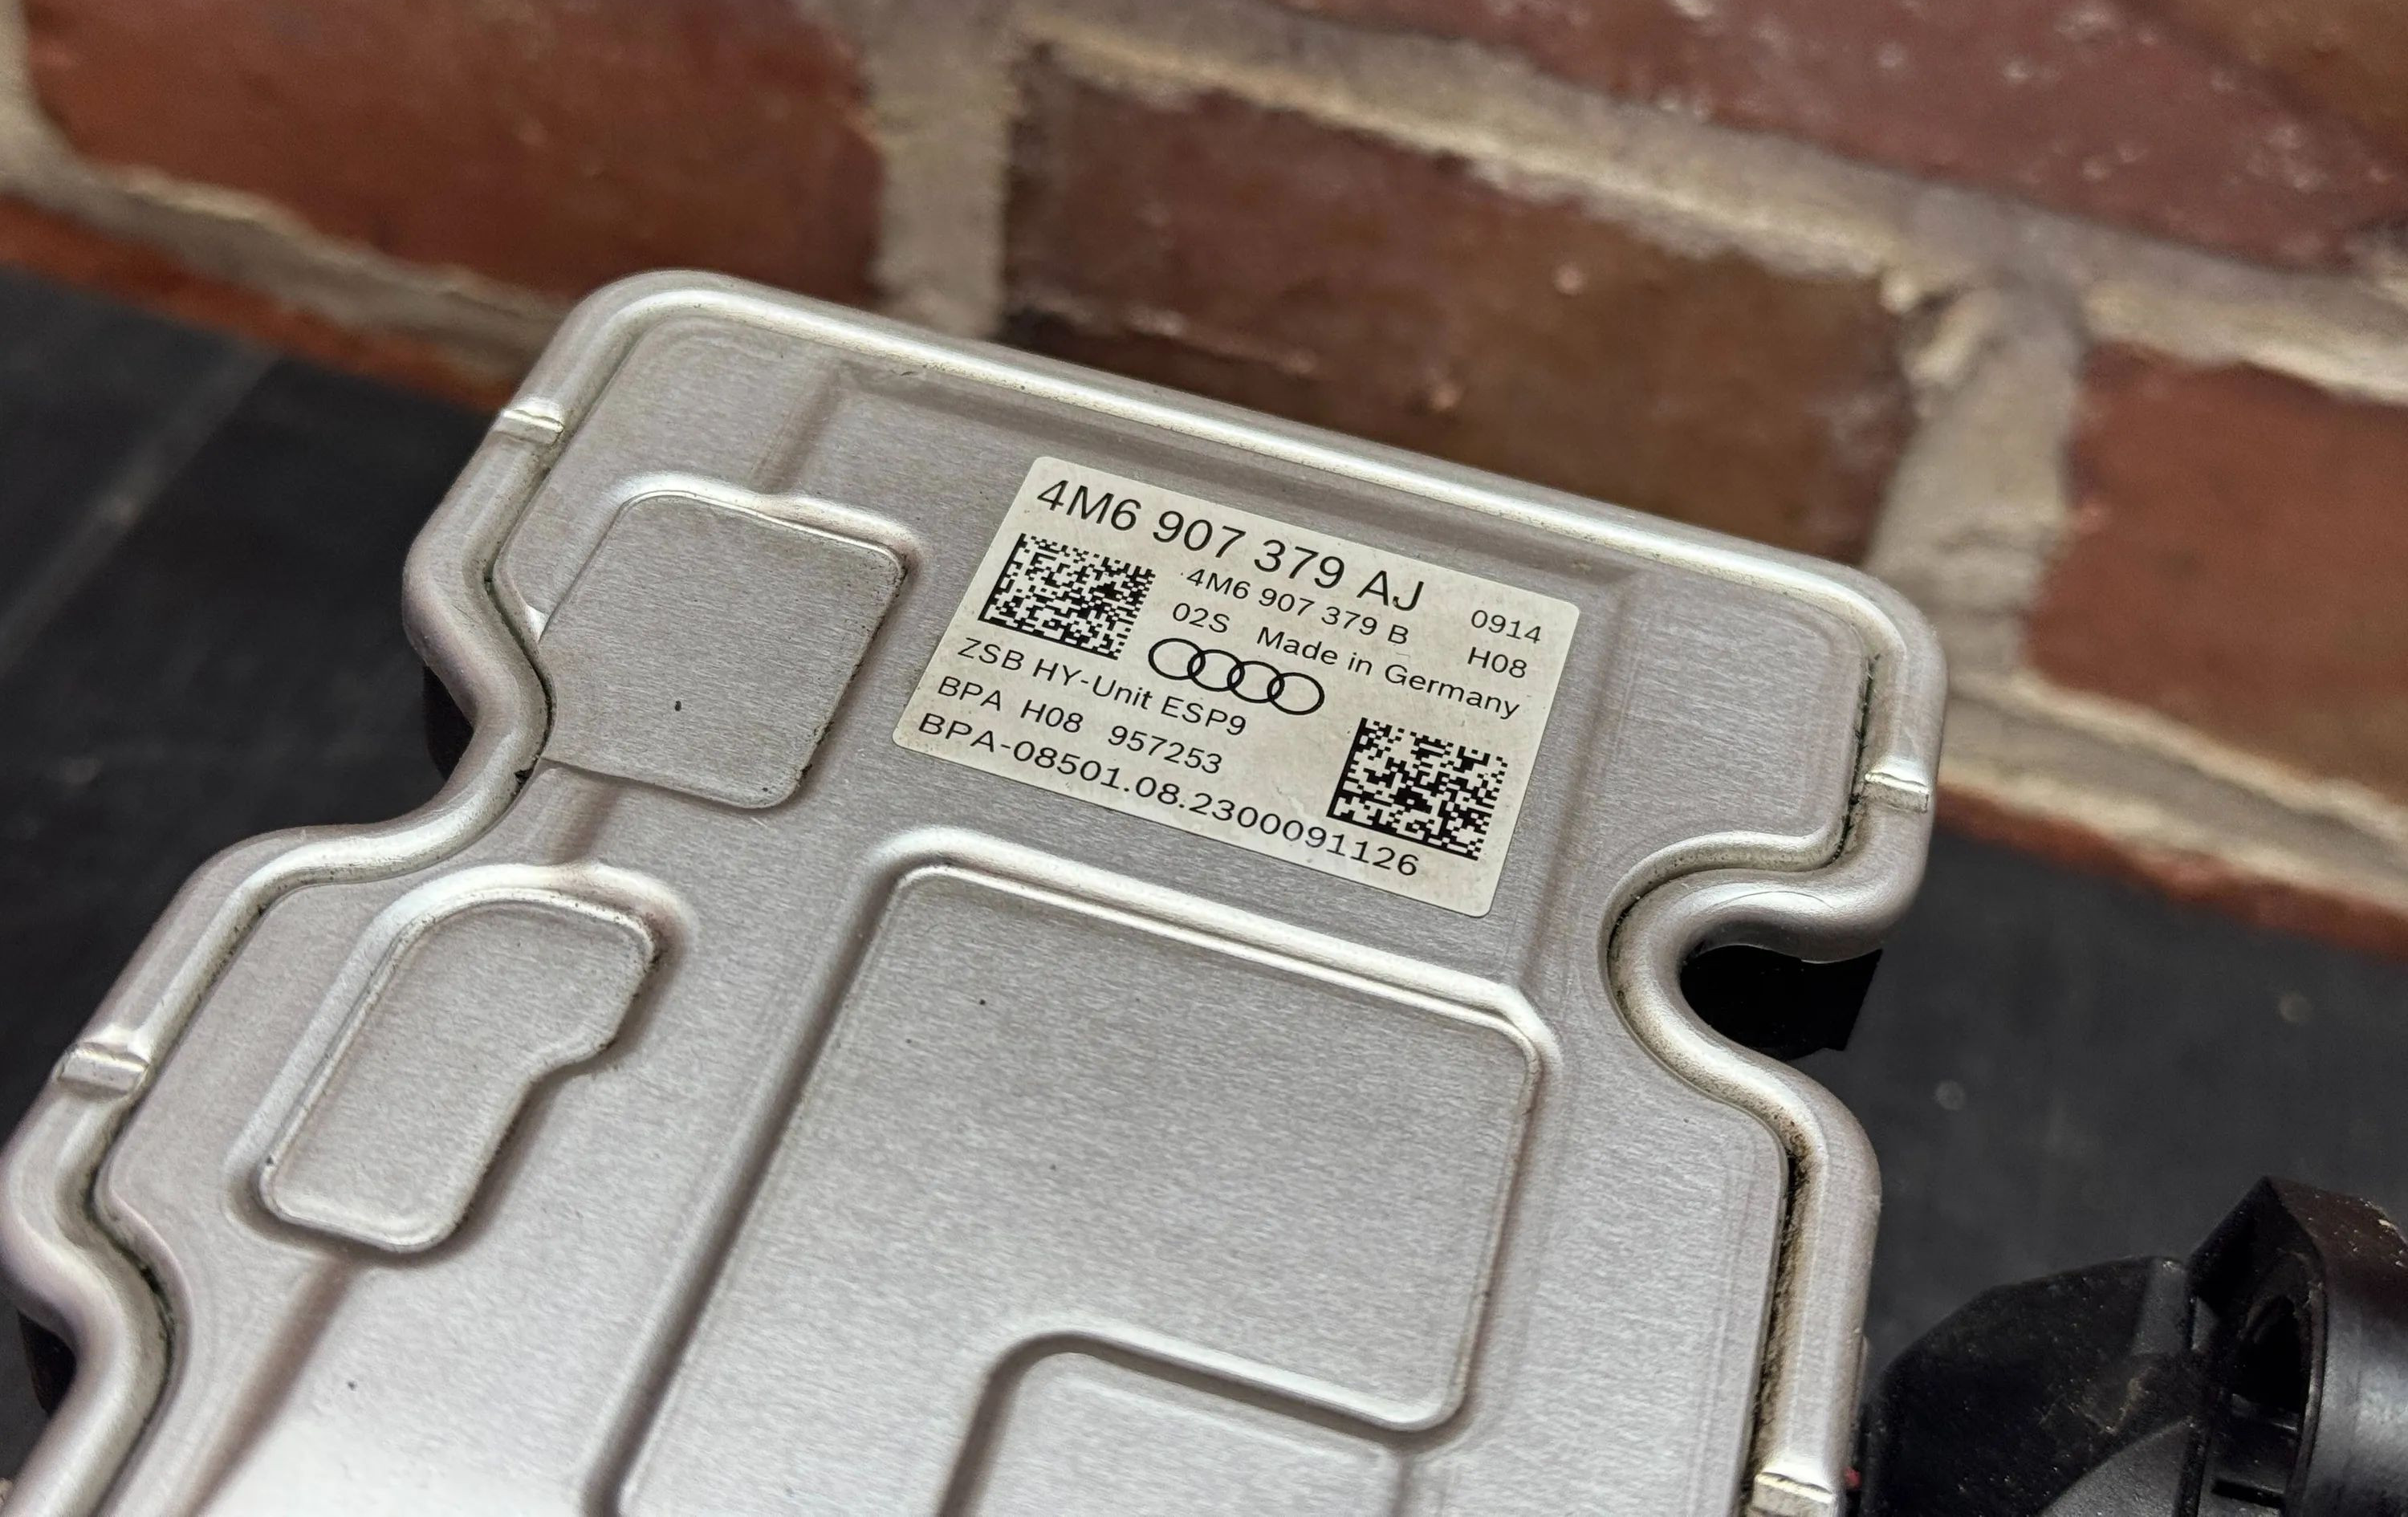 4M6 907 379 AJ
4M6 907 379 B 0914
02S Made in Germany H08
ZSB HY-Unit ESP9
BPA H08 957253
BPA-08501.08.2300091126